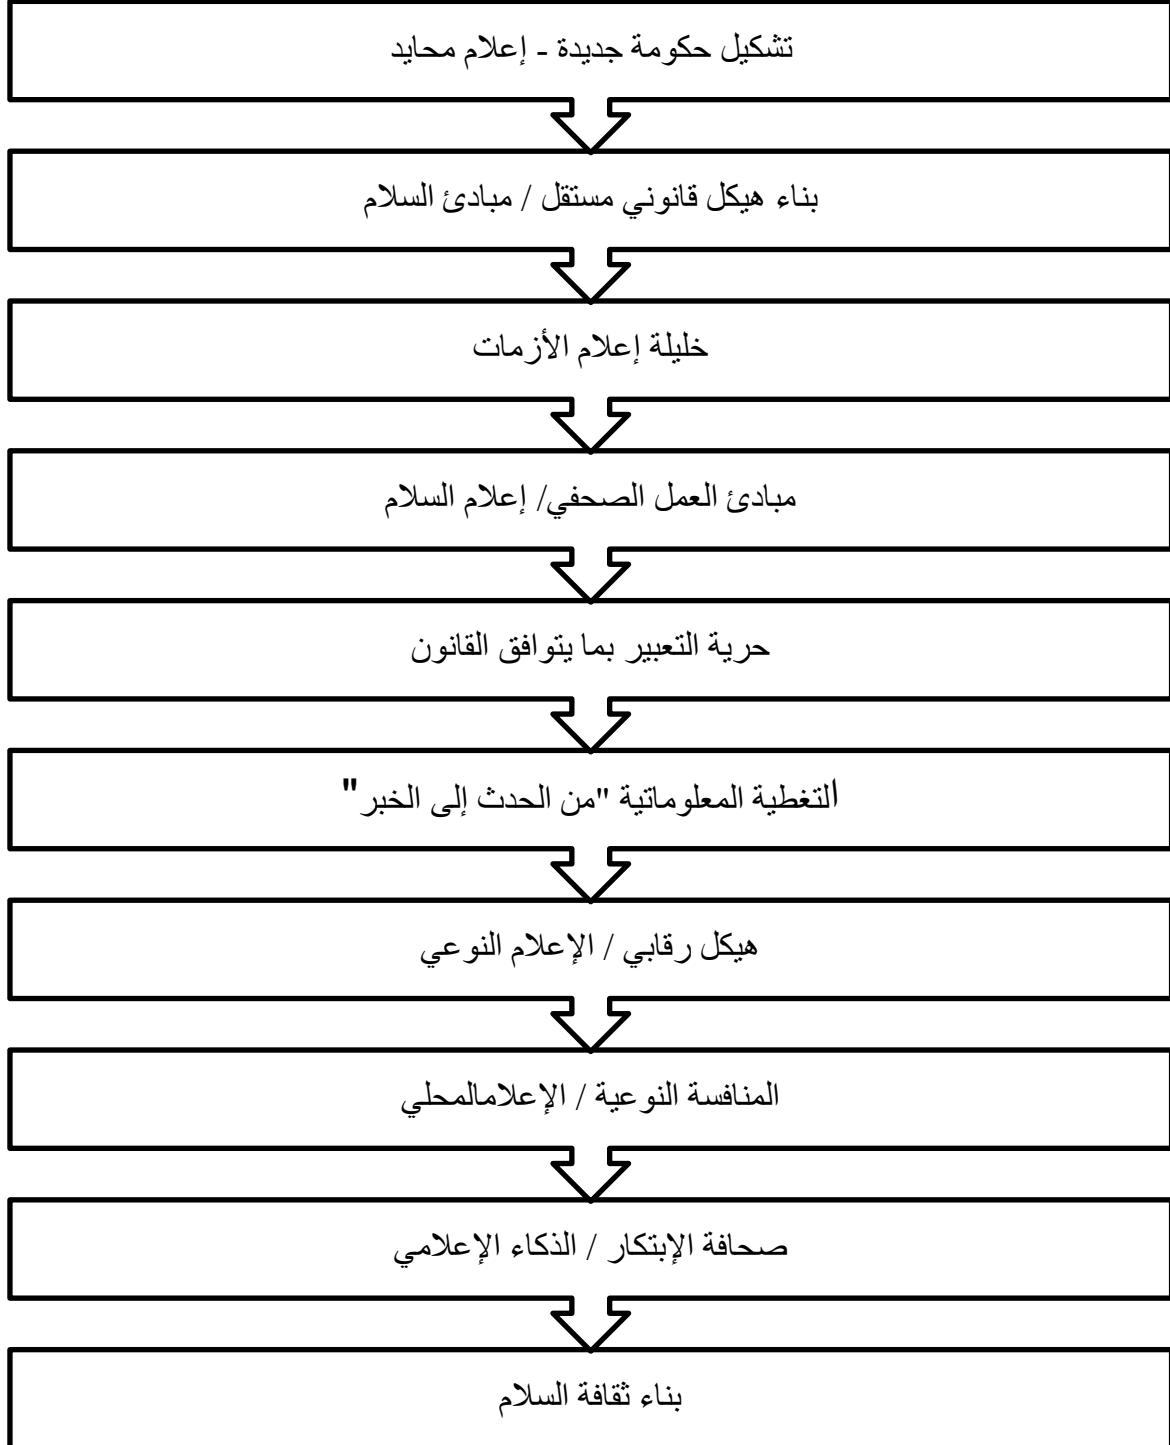 تشكيل حكومة جديدة - إعلام محايد
بناء هيكل قانوني مستقل / مبادئ السلام
خليلة إعلام الأزمات
مبادئ العمل الصحفي/ إعلام السلام
حرية التعبير بما يتوافق القانون
ألتغطية المعلوماتية "من الحدث إلى الخبر"
هيكل رقابي / الإعلام النوعي
المنافسة النوعية / الإعلامالمحلي
صحافة الإبتكار / الذكاء الإعلامي
بناء ثقافة السلام